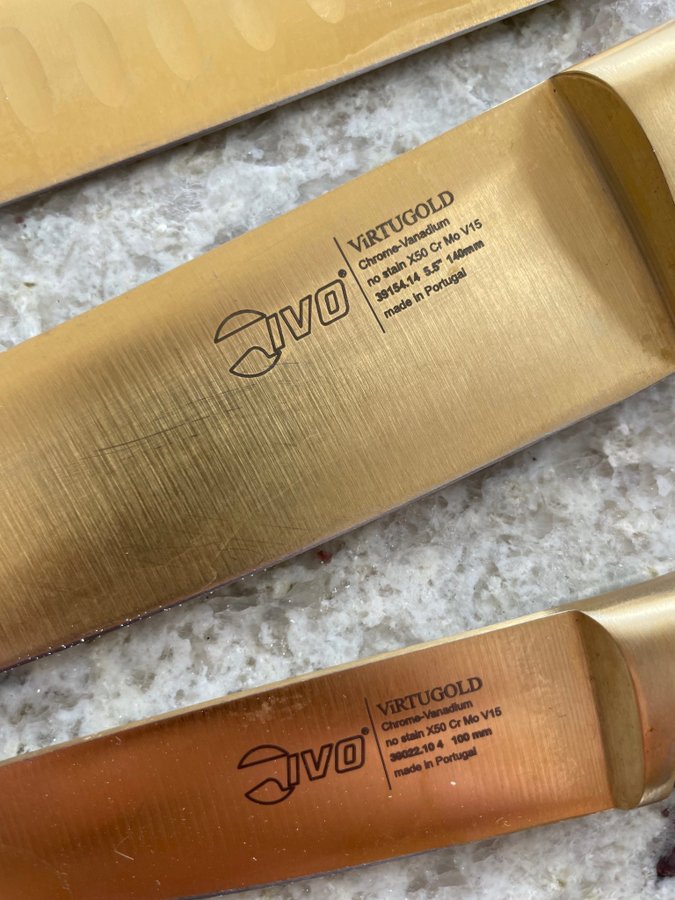 ViRTUGOLD
Chrome-Vanadium
no stain X50 Cr Mo V15
39154.14 5.5" 140mm
made in Portugal
IVO®
ViRTUGOLD
Chrome-Vanadium
no stain X50 Cr Mo V15
39022.10 4 100 mm
made in Portugal
IVO®